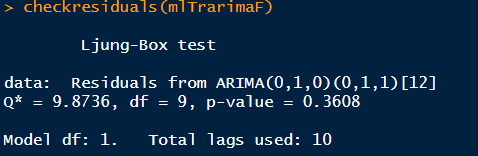 > checkresiduals(mlTrarimaF)
Ljung-Box test
data:  Residuals from ARIMA(0,1,0)(0,1,1)[12]
Q* = 9.8736, df = 9, p-value = 0.3608
Model df: 1.   Total lags used: 10